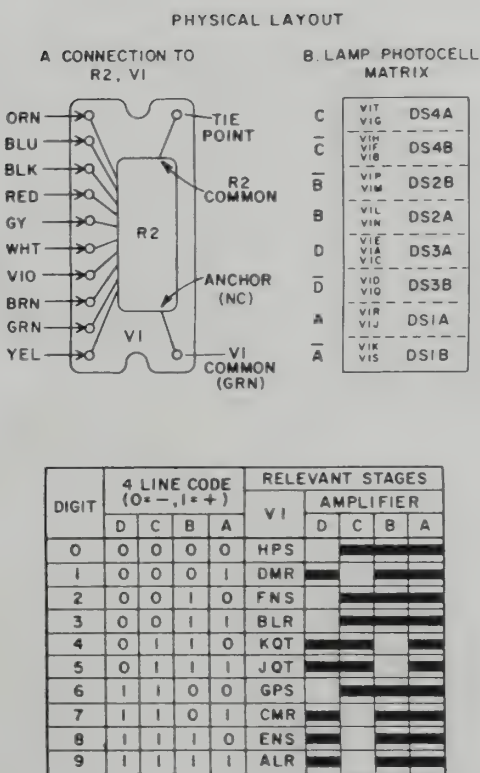 PHYSICAL LAYOUT
A CONNECTION TO
R2, V1
ORN
BLU
BLK
RED
GY
WHT
VIO
BRN
GRN
YEL
TIE
POINT
R2
COMMON
R2
ANCHOR
(NC)
V1
V1
COMMON
(GRN)
B. LAMP PHOTOCELL
MATRIX
C V1T V1G DS4A
C̅ V1H V1F V1B DS4B
B̅ V1P V1M DS2B
B V1L V1N DS2A
D V1E V1A V1C DS3A
D̅ V1D V1Q DS3B
A V1R V1J DS1A
A̅ V1K V1S DS1B
DIGIT 4 LINE CODE (0=-, 1=+) RELEVANT STAGES
V1 AMPLIFIER
D C B A D C B A
0 0 0 0 0 HPS
1 0 0 0 1 DMR
2 0 0 1 0 FNS
3 0 0 1 1 BLR
4 0 1 1 0 KQT
5 0 1 1 1 JQT
6 1 1 0 0 GPS
7 1 1 0 1 CMR
8 1 1 1 0 ENS
9 1 1 1 1 ALR